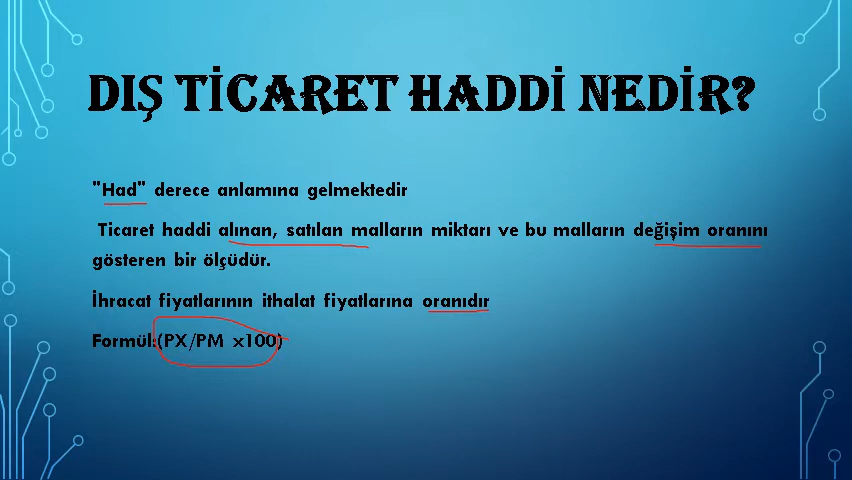 DIŞ TİCARET HADDİ NEDİR?
"Had" derece anlamına gelmektedir
Ticaret haddi alınan, satılan malların miktarı ve bu malların değişim oranını
gösteren bir ölçüdür.
İhracat fiyatlarının ithalat fiyatlarına oranıdır
Formül:(PX/PM x100)